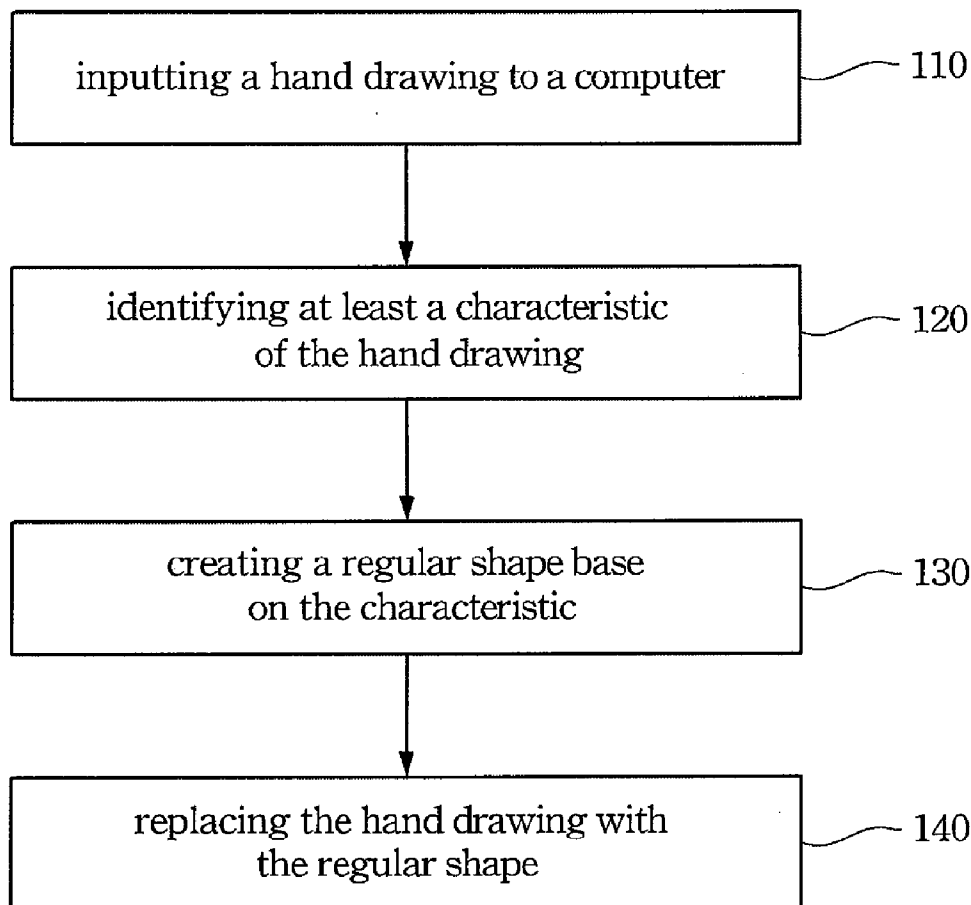 inputting a hand drawing to a computer
110
identifying at least a characteristic
of the hand drawing
120
creating a regular shape base
on the characteristic
130
replacing the hand drawing with
the regular shape
140